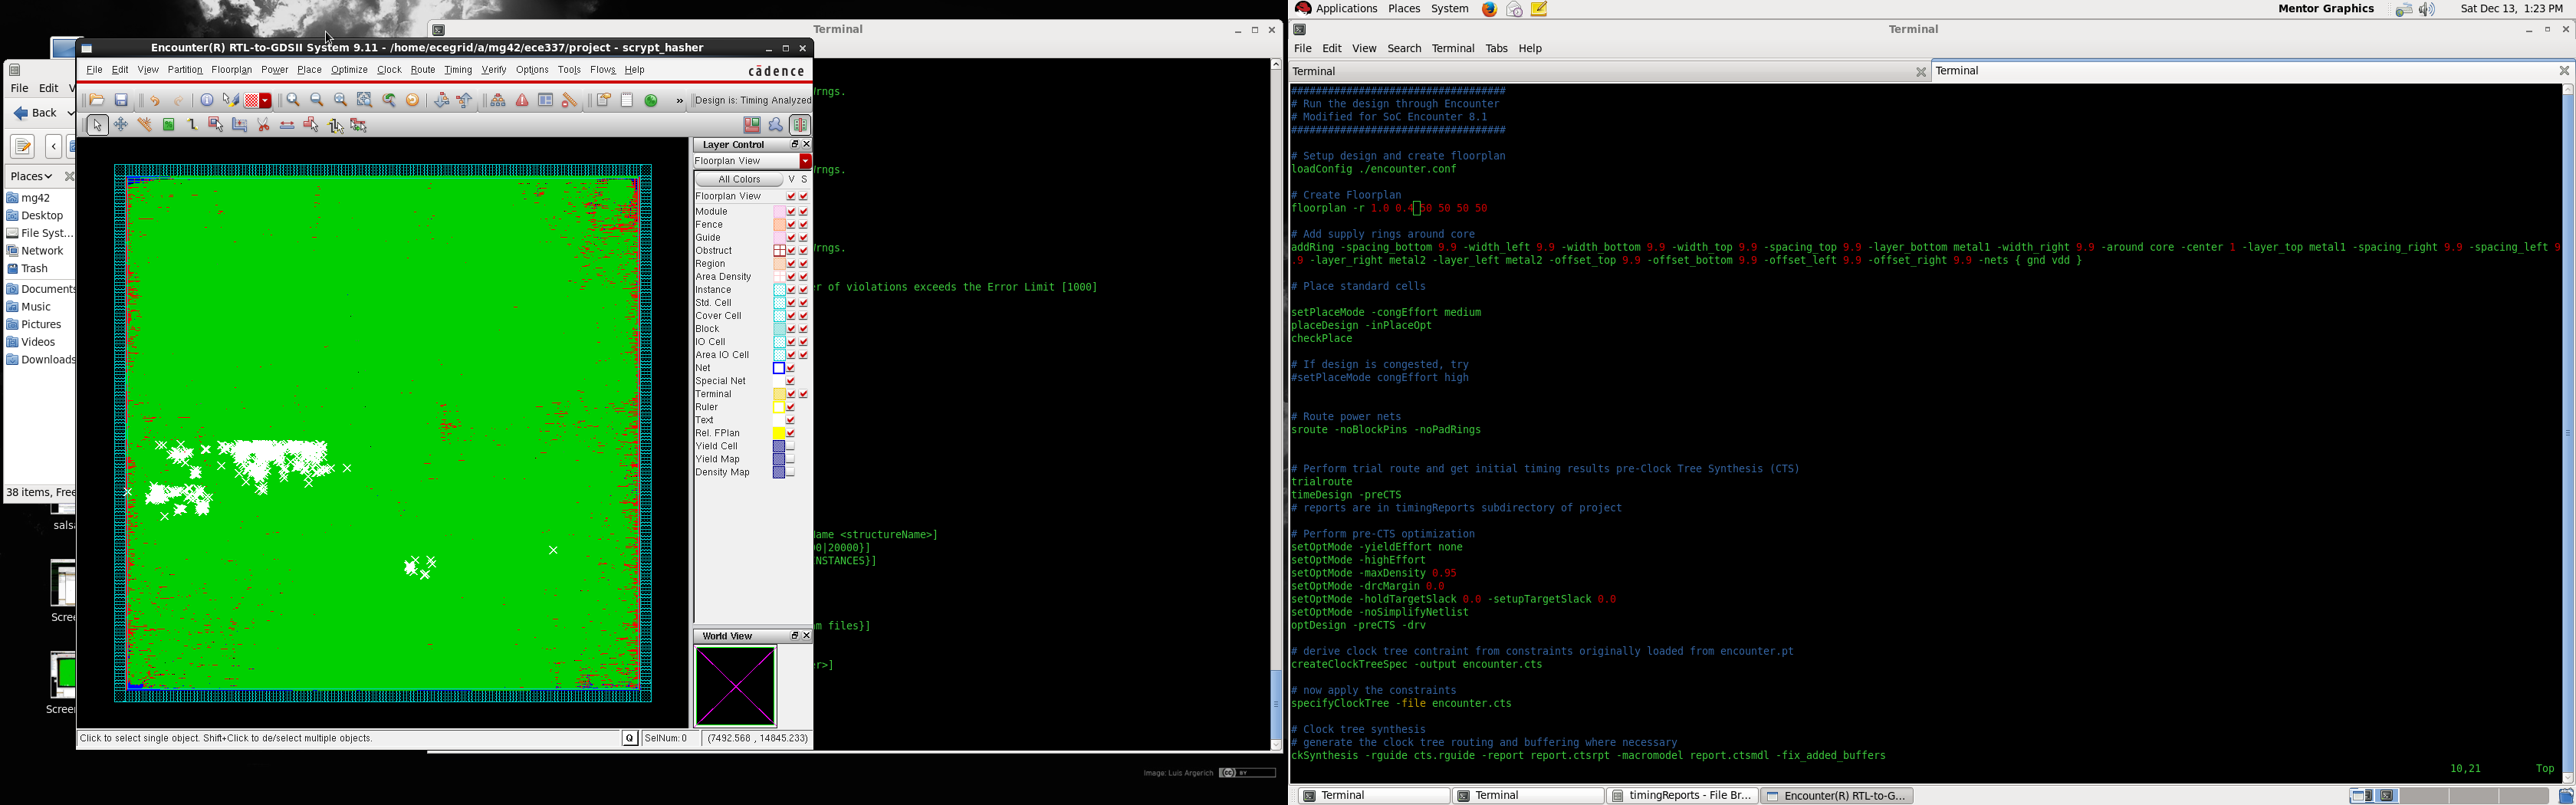 Applications Places System
Mentor Graphics
Sat Dec 13, 1:23 PM
Terminal
Encounter(R) RTL-to-GDSII System 9.11 - /home/ecegrid/a/mg42/ece337/project - scrypt_hasher
File Edit View Partition Floorplan Power Place Optimize Clock Route Timing Verify Options Tools Flows Help
cādence
» Design is: Timing Analyzed
File Edit V
Back
Places
mg42
Desktop
File Syst...
Network
Trash
Documents
Music
Pictures
Videos
Downloads
38 items, Free
salsa
Scree
Scree
Layer Control
Floorplan View
All Colors V S
Floorplan View
Module
Fence
Guide
Obstruct
Region
Area Density
Instance
Std. Cell
Cover Cell
Block
IO Cell
Area IO Cell
Net
Special Net
Terminal
Ruler
Text
Rel. FPlan
Yield Cell
Yield Map
Density Map
World View
Click to select single object. Shift+Click to de/select multiple objects.
Q
SelNum: 0
(7492.568 , 14845.233)
Wrngs.
Wrngs.
Wrngs.
er of violations exceeds the Error Limit [1000]
Name <structureName>]
00|20000}]
NSTANCES}]
am files}]
er>]
Image: Luis Argerich
BY
Terminal
File Edit View Search Terminal Tabs Help
Terminal
Terminal
###################################
# Run the design through Encounter
# Modified for SoC Encounter 8.1
###################################
# Setup design and create floorplan
loadConfig ./encounter.conf
# Create Floorplan
floorplan -r 1.0 0.4 50 50 50 50
# Add supply rings around core
addRing -spacing_bottom 9.9 -width_left 9.9 -width_bottom 9.9 -width_top 9.9 -spacing_top 9.9 -layer_bottom metal1 -width_right 9.9 -around core -center 1 -layer_top metal1 -spacing_right 9.9 -spacing_left 9
.9 -layer_right metal2 -layer_left metal2 -offset_top 9.9 -offset_bottom 9.9 -offset_left 9.9 -offset_right 9.9 -nets { gnd vdd }
# Place standard cells
setPlaceMode -congEffort medium
placeDesign -inPlaceOpt
checkPlace
# If design is congested, try
#setPlaceMode congEffort high
# Route power nets
sroute -noBlockPins -noPadRings
# Perform trial route and get initial timing results pre-Clock Tree Synthesis (CTS)
trialroute
timeDesign -preCTS
# reports are in timingReports subdirectory of project
# Perform pre-CTS optimization
setOptMode -yieldEffort none
setOptMode -highEffort
setOptMode -maxDensity 0.95
setOptMode -drcMargin 0.0
setOptMode -holdTargetSlack 0.0 -setupTargetSlack 0.0
setOptMode -noSimplifyNetlist
optDesign -preCTS -drv
# derive clock tree contraint from constraints originally loaded from encounter.pt
createClockTreeSpec -output encounter.cts
# now apply the constraints
specifyClockTree -file encounter.cts
# Clock tree synthesis
# generate the clock tree routing and buffering where necessary
ckSynthesis -rguide cts.rguide -report report.ctsrpt -macromodel report.ctsmdl -fix_added_buffers
10,21
Top
Terminal
Terminal
timingReports - File Br...
Encounter(R) RTL-to-G...